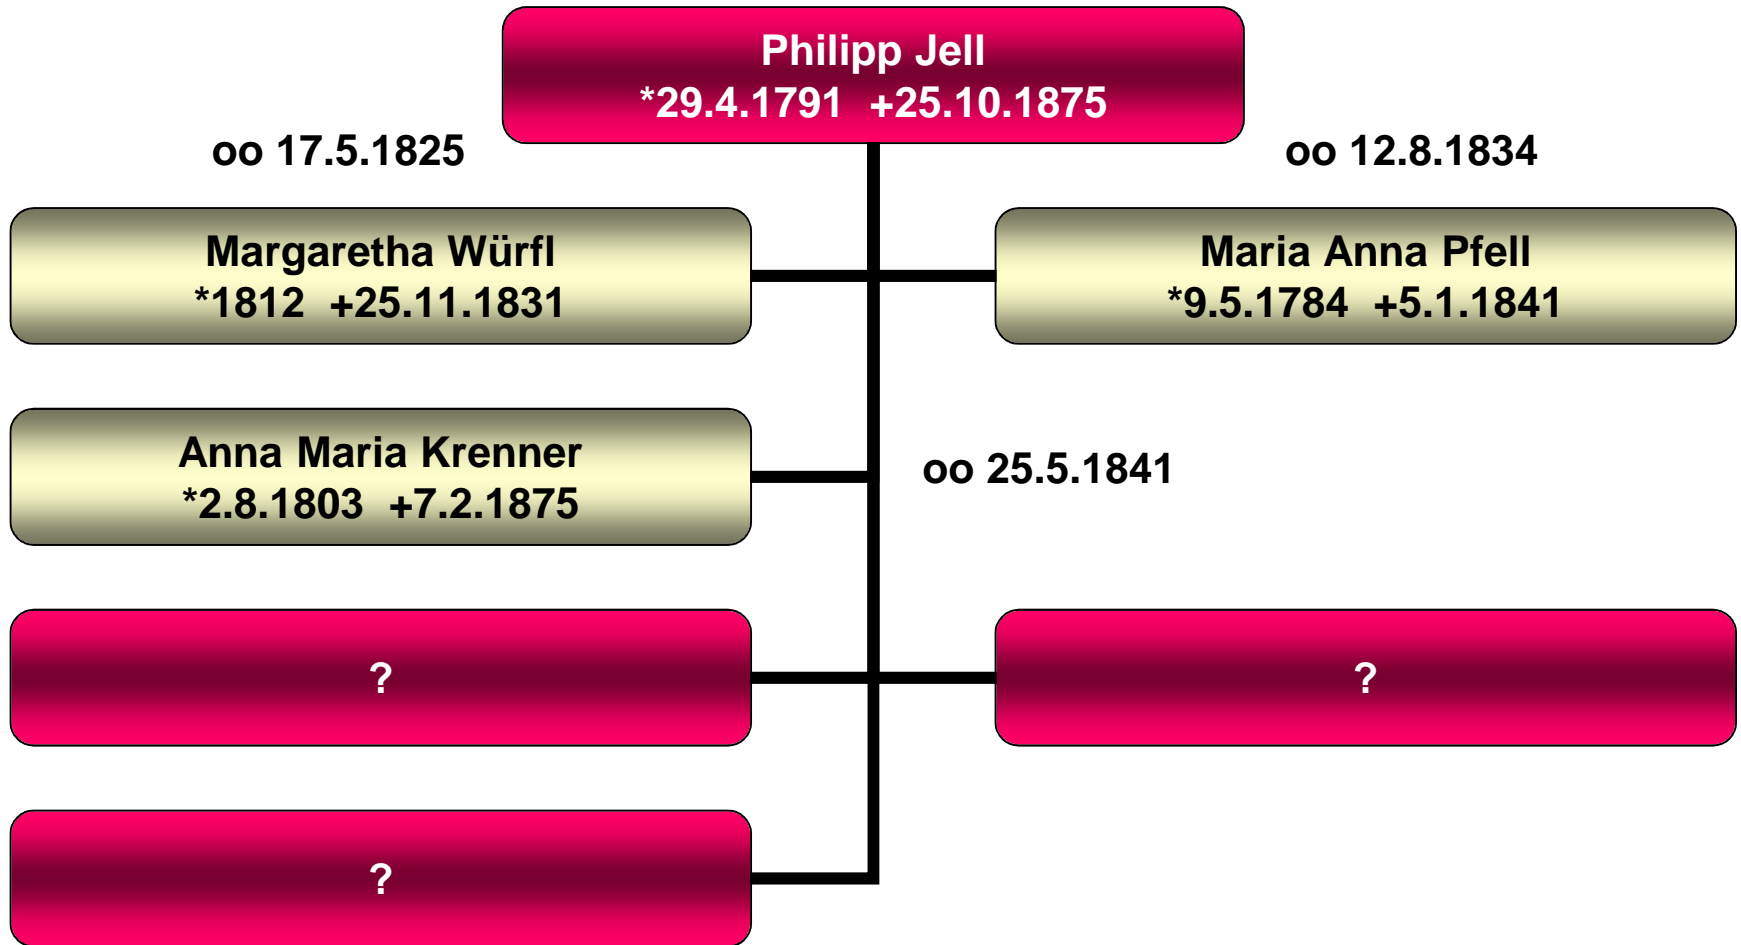 Philipp Jell
*29.4.1791 +25.10.1875
oo 17.5.1825
oo 12.8.1834
Margaretha Würfl
*1812 +25.11.1831
Maria Anna Pfell
*9.5.1784 +5.1.1841
Anna Maria Krenner
*2.8.1803 +7.2.1875
oo 25.5.1841
?
?
?